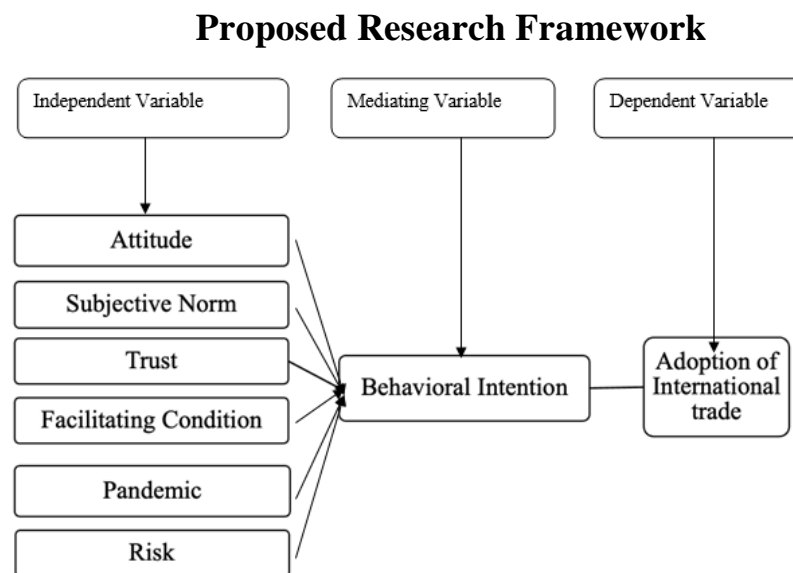 Proposed Research Framework
Independent Variable
Mediating Variable
Dependent Variable
Attitude
Subjective Norm
Trust
Facilitating Condition
Pandemic
Risk
Behavioral Intention
Adoption of
International
trade